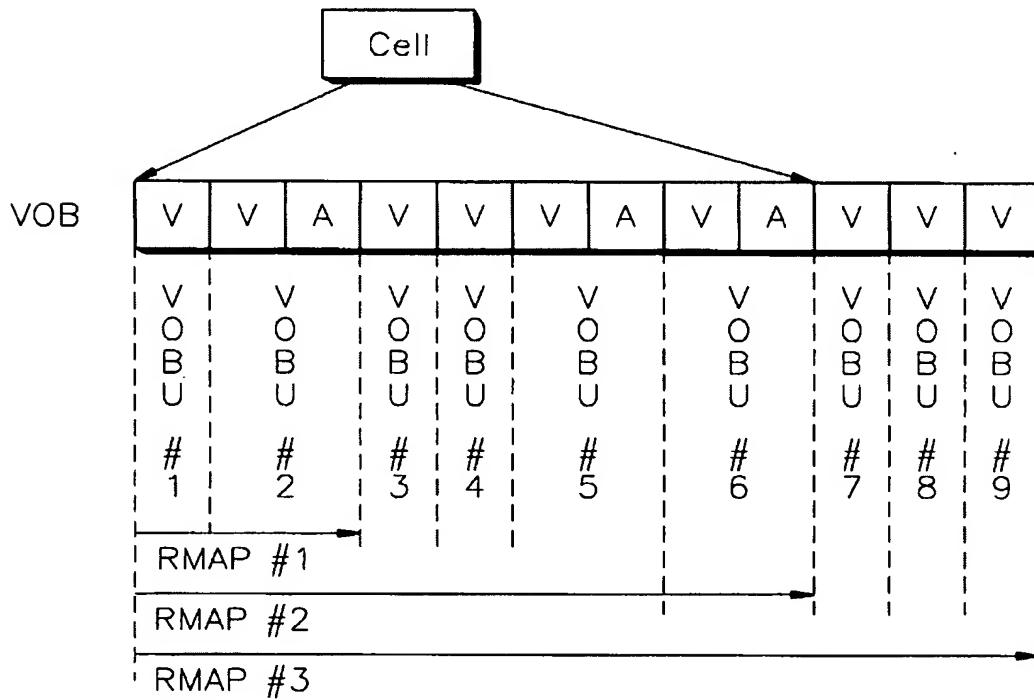 Cell
VOB V V A V V V A V A V V V
VOBU #1
VOBU #2
VOBU #3
VOBU #4
VOBU #5
VOBU #6
VOBU #7
VOBU #8
VOBU #9
RMAP #1
RMAP #2
RMAP #3